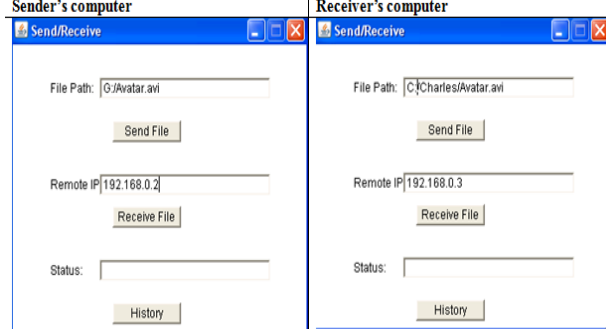 Sender's computer
Send/Receive
File Path: G:/Avatar.avi
Send File
Remote IP 192.168.0.2
Receive File
Status:
History
Receiver's computer
Send/Receive
File Path: C:/Charles/Avatar.avi
Send File
Remote IP 192.168.0.3
Receive File
Status:
History